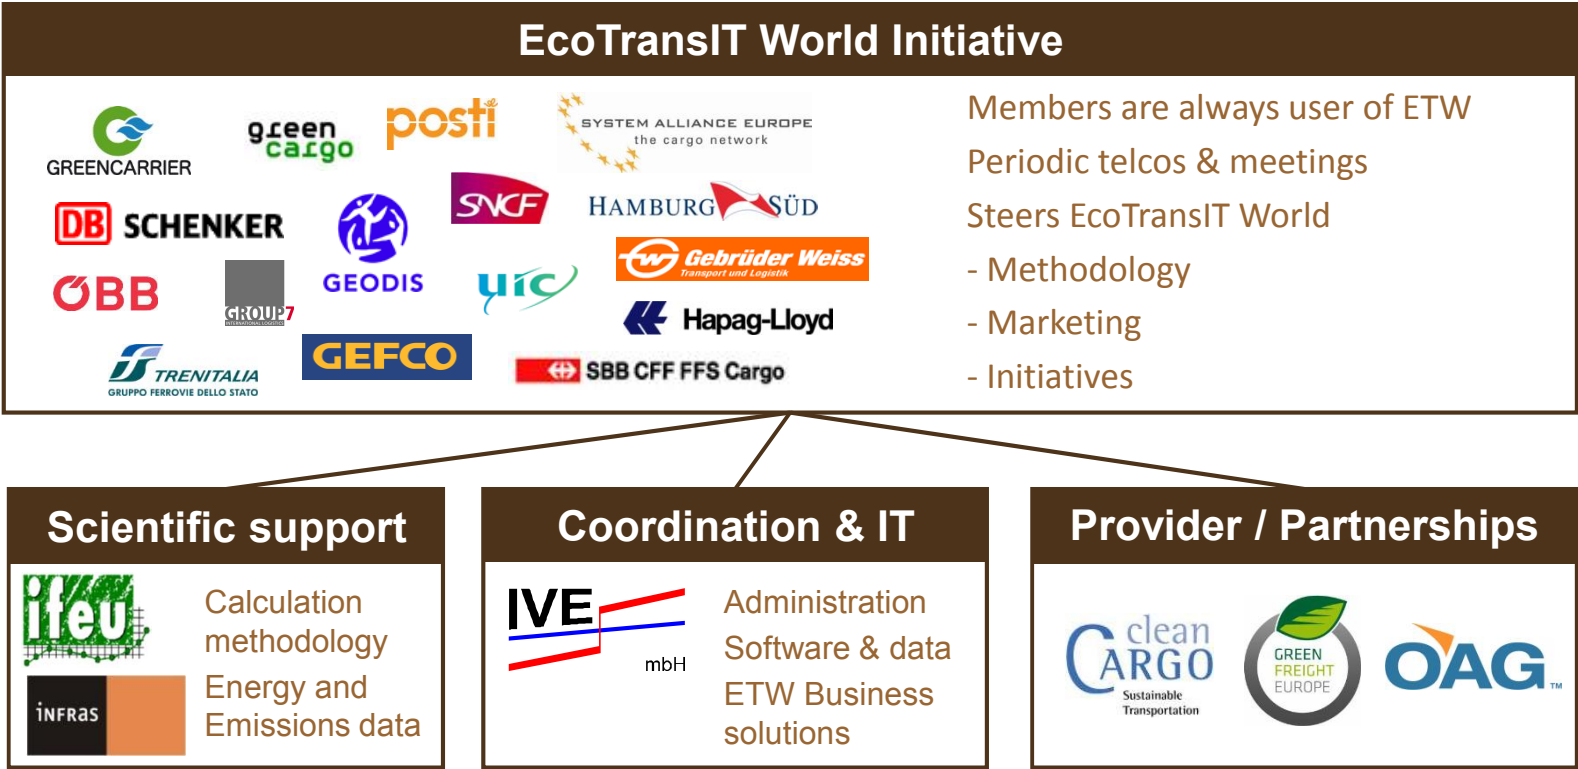 EcoTransIT World Initiative
GREENCARRIER
green
cargo
posti
SYSTEM ALLIANCE EUROPE
the cargo network
DB SCHENKER
GEODIS
SNCF
HAMBURG SÜD
Gebrüder Weiss
Transport und Logistik
ÖBB
GROUP7
INTERNATIONAL LOGISTICS
uic
Hapag-Lloyd
TRENITALIA
GRUPPO FERROVIE DELLO STATO
GEFCO
SBB CFF FFS Cargo
Members are always user of ETW
Periodic telcos & meetings
Steers EcoTransIT World
- Methodology
- Marketing
- Initiatives
Scientific support
ifeu
Calculation
methodology
INFRAS
Energy and
Emissions data
Coordination & IT
IVE
mbH
Administration
Software & data
ETW Business
solutions
Provider / Partnerships
clean
CARGO
Sustainable
Transportation
GREEN
FREIGHT
EUROPE
OAG™